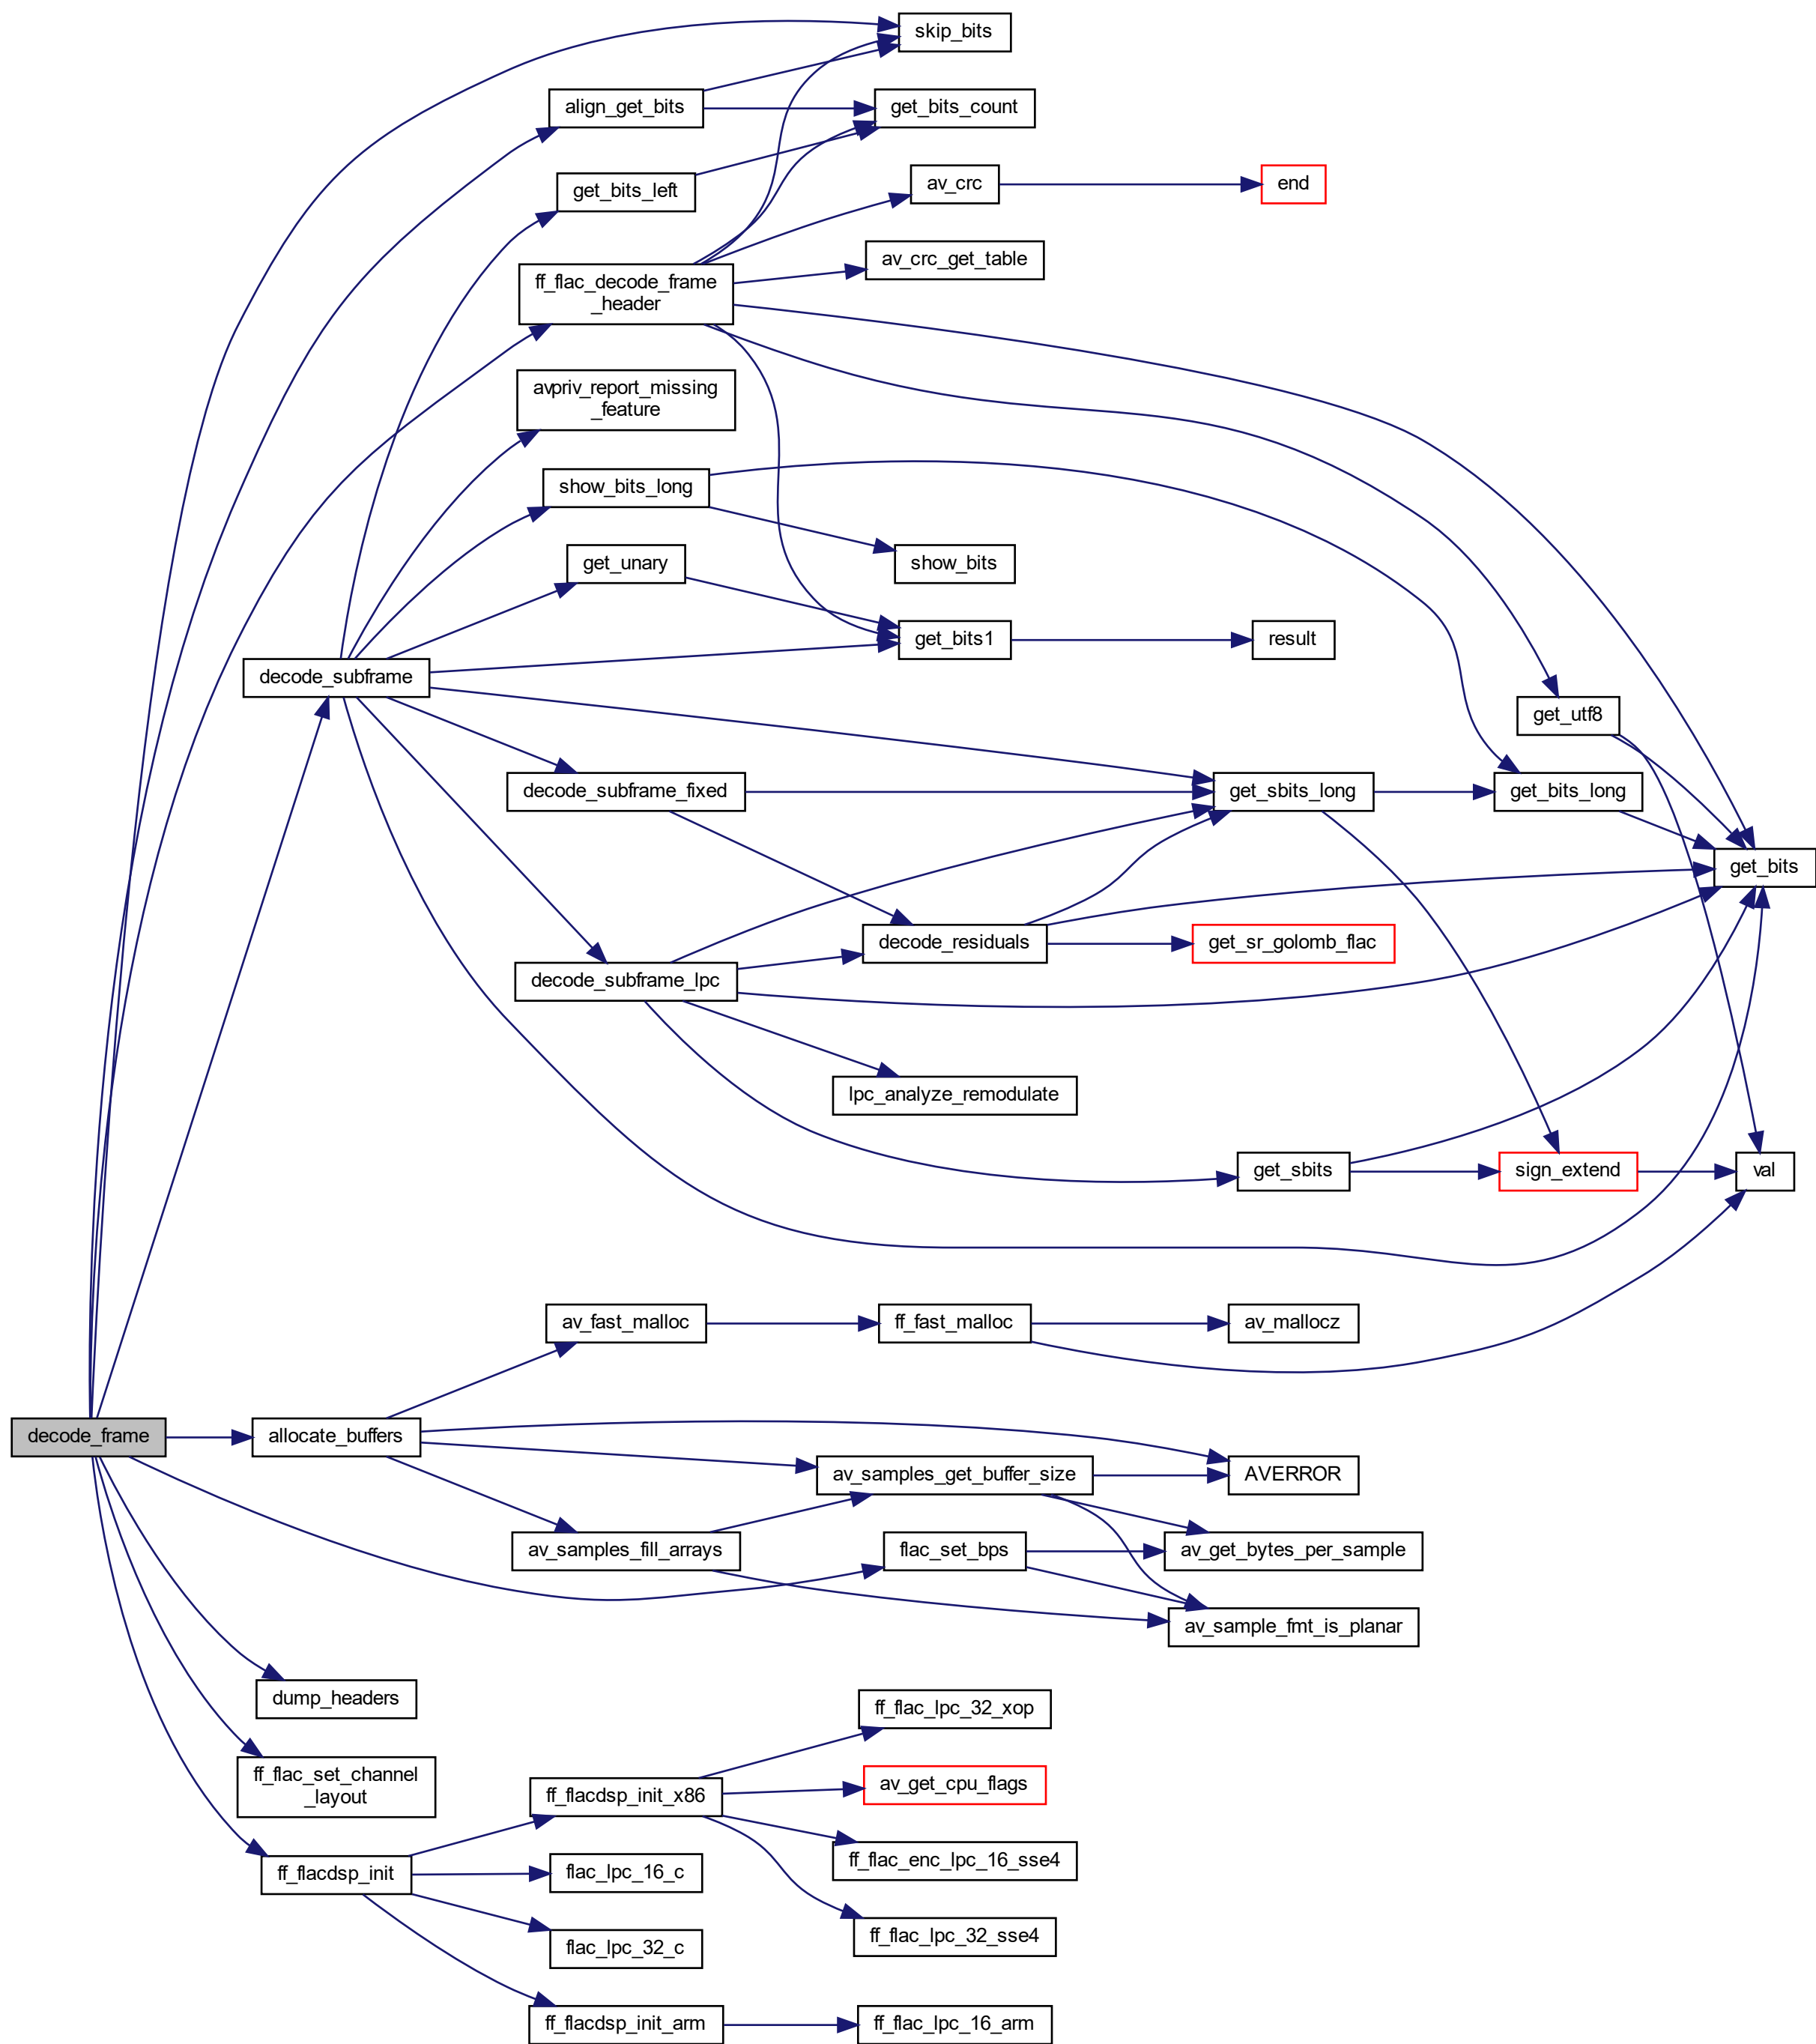 skip_bits
align_get_bits
get_bits_count
get_bits_left
av_crc
end
av_crc_get_table
ff_flac_decode_frame
_header
avpriv_report_missing
_feature
show_bits_long
show_bits
get_unary
get_bits1
result
decode_subframe
get_utf8
decode_subframe_fixed
get_sbits_long
get_bits_long
get_bits
decode_residuals
get_sr_golomb_flac
decode_subframe_lpc
lpc_analyze_remodulate
get_sbits
sign_extend
val
av_fast_malloc
ff_fast_malloc
av_mallocz
decode_frame
allocate_buffers
av_samples_get_buffer_size
AVERROR
av_samples_fill_arrays
flac_set_bps
av_get_bytes_per_sample
av_sample_fmt_is_planar
dump_headers
ff_flac_lpc_32_xop
ff_flac_set_channel
_layout
ff_flacdsp_init_x86
av_get_cpu_flags
ff_flac_enc_lpc_16_sse4
ff_flacdsp_init
flac_lpc_16_c
ff_flac_lpc_32_sse4
flac_lpc_32_c
ff_flacdsp_init_arm
ff_flac_lpc_16_arm